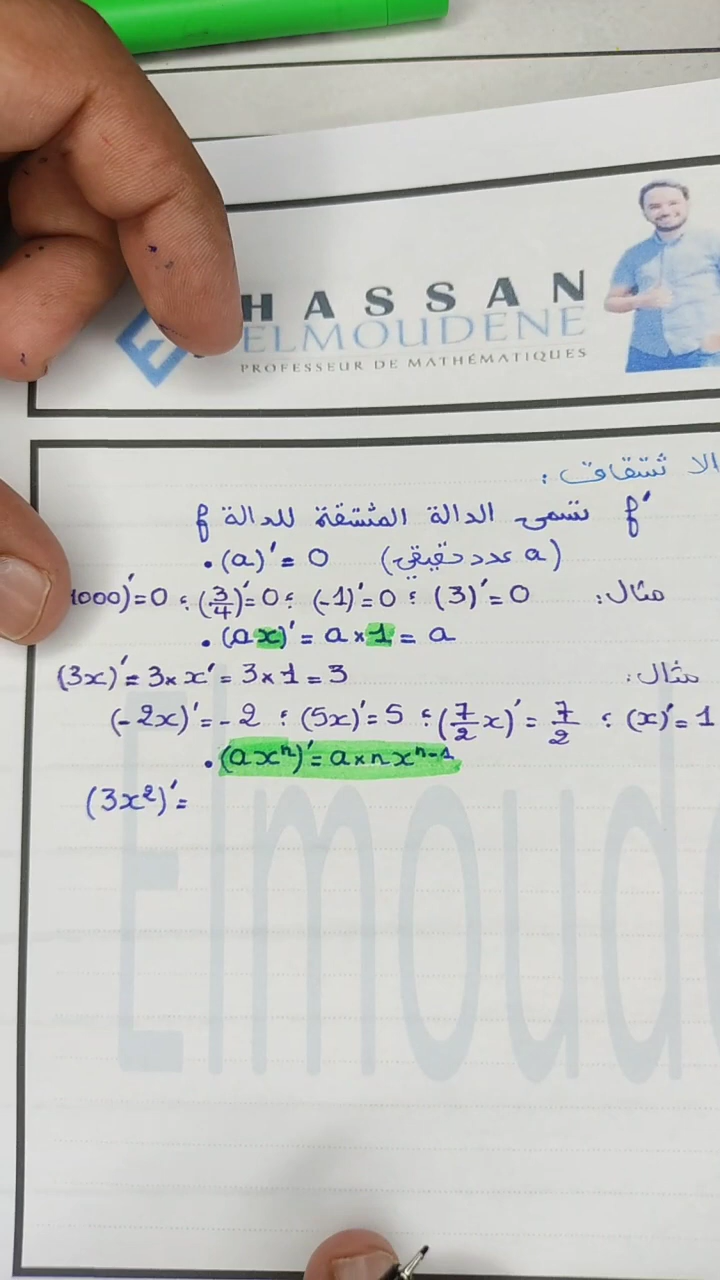 HASSAN
ELMOUDENE
PROFESSEUR DE MATHÉMATIQUES
الاشتقاق :
f′ تسمى الدالة المشتقة للدالة f
• (a)′ = 0 (a عدد حقيقي)
مثال: (3)′=0 ؛ (-1)′=0 ؛ (3/4)′=0 ؛ 1000)′=0
• (ax)′ = a × 1 = a
مثال: (3x)′ = 3 × x′ = 3 × 1 = 3
(x)′=1 ؛ (7/2 x)′ = 7/2 ؛ (5x)′=5 ؛ (-2x)′=-2
• (axⁿ)′ = a × n xⁿ⁻¹
(3x²)′ =
Elmoud